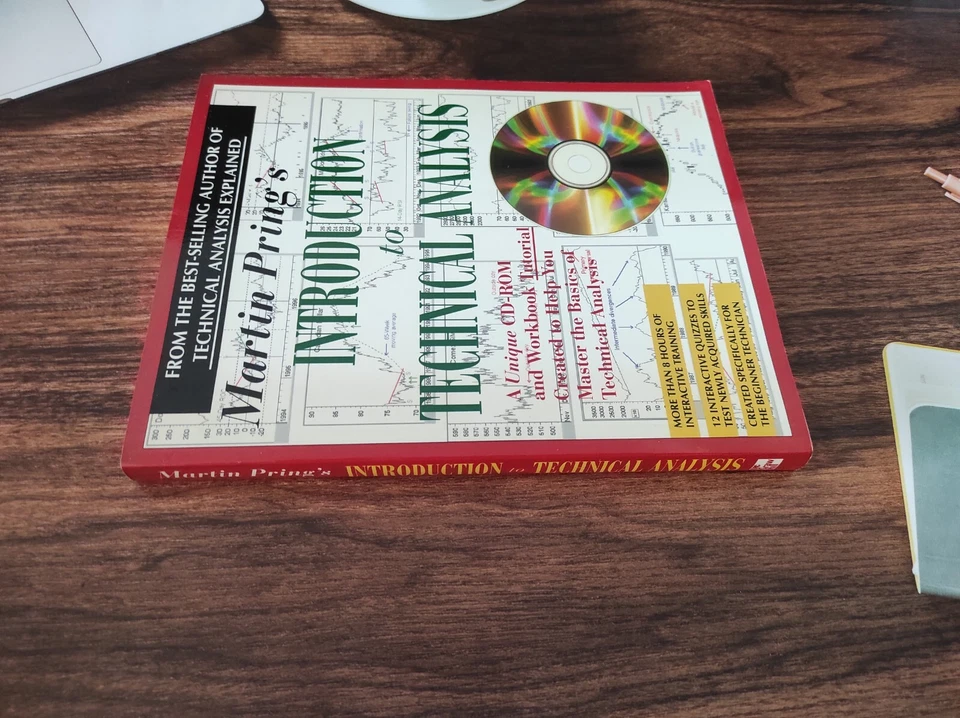 FROM THE BEST-SELLING AUTHOR OF
TECHNICAL ANALYSIS EXPLAINED
Martin Pring's
INTRODUCTION
to
TECHNICAL ANALYSIS
A Unique CD-ROM
and Workbook Tutorial
Created to Help You
Master the Basics of
Technical Analysis
MORE THAN 8 HOURS OF
INTERACTIVE TRAINING
12 INTERACTIVE QUIZZES TO
TEST NEWLY ACQUIRED SKILLS
CREATED SPECIFICALLY FOR
THE BEGINNER TECHNICIAN
Martin Pring's INTRODUCTION to TECHNICAL ANALYSIS